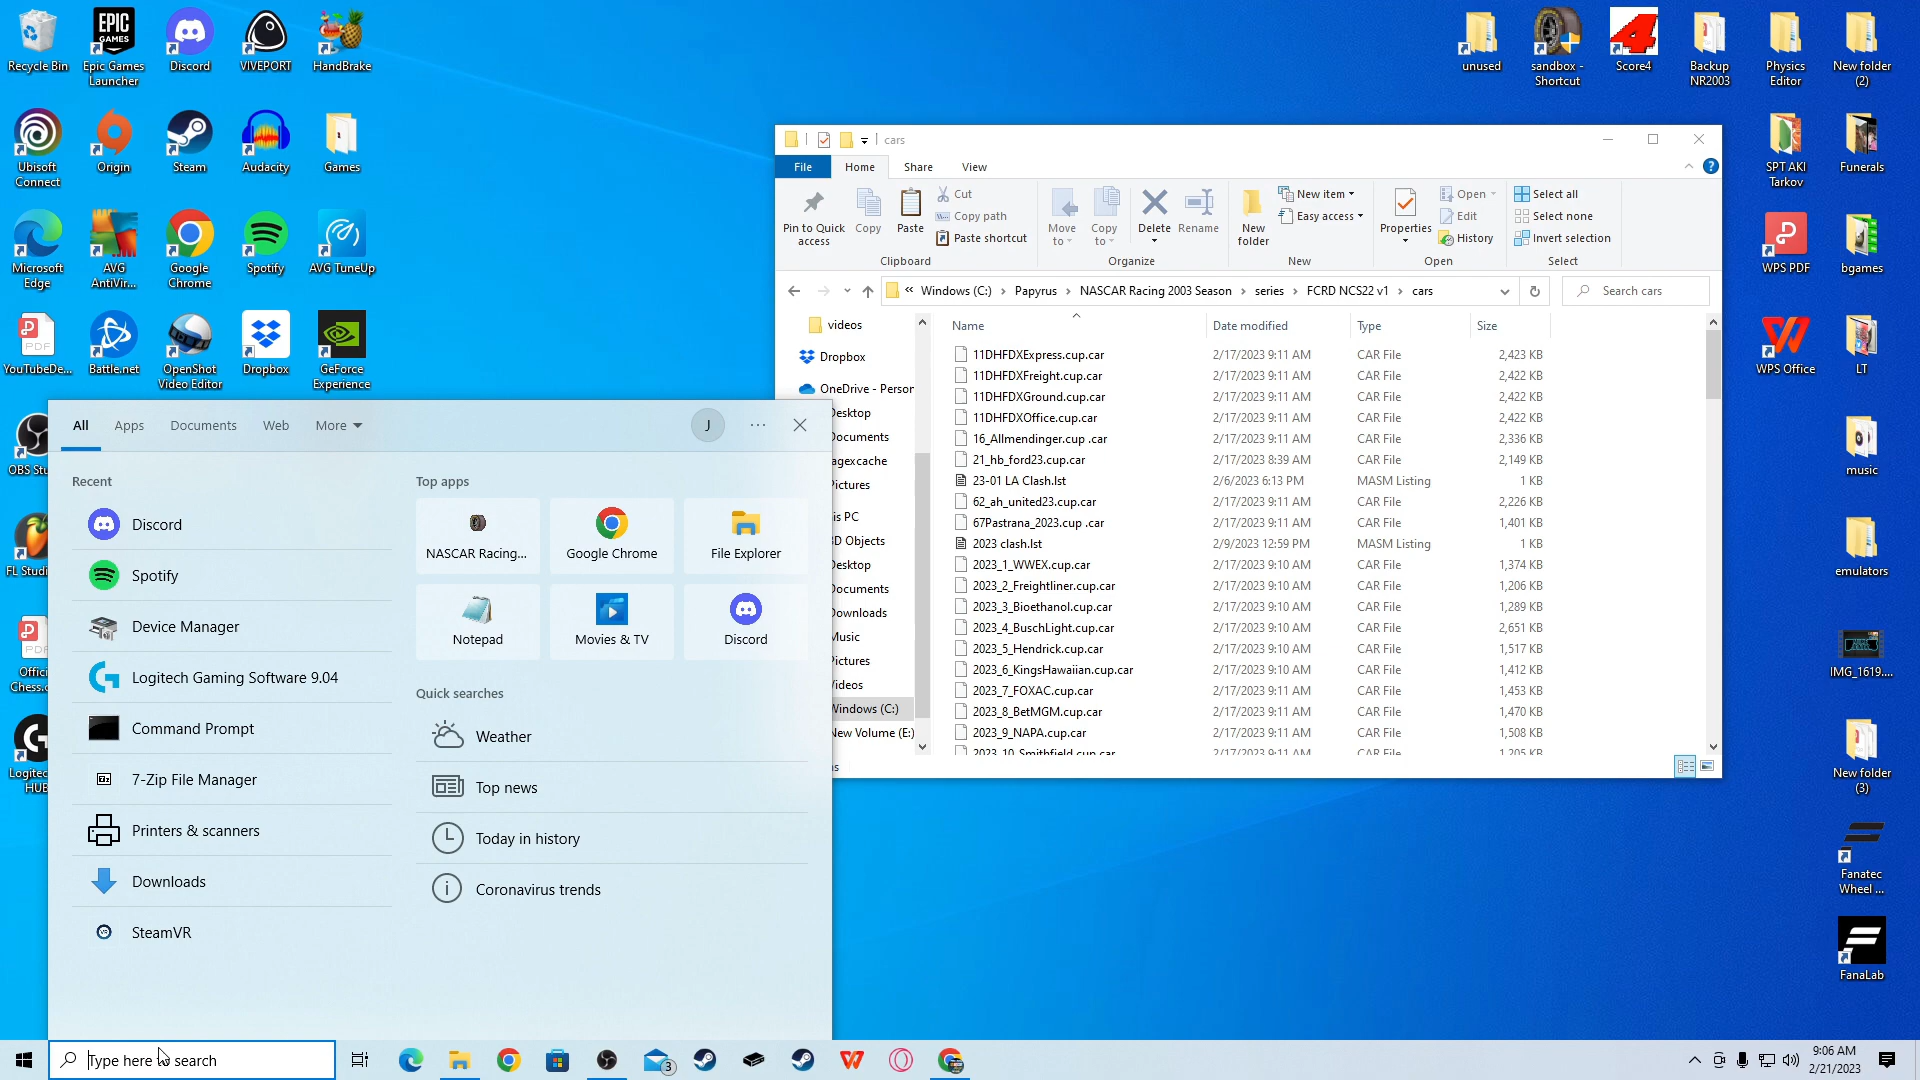 Recycle Bin
Epic Games Launcher
Discord
VIVEPORT
HandBrake
Ubisoft Connect
Origin
Steam
Audacity
Games
Microsoft Edge
AVG AntiVir...
Google Chrome
Spotify
AVG TuneUp
YouTubeDe...
Battle.net
OpenShot Video Editor
Dropbox
GeForce Experience
unused
sandbox - Shortcut
Score4
Backup NR2003
Physics Editor
New folder (2)
SPT AKI Tarkov
Funerals
WPS PDF
bgames
WPS Office
LT
music
emulators
IMG_1619....
New folder (3)
Fanatec Wheel ...
FanaLab
cars
File
Home
Share
View
Pin to Quick access
Copy
Paste
Cut
Copy path
Paste shortcut
Clipboard
Move to
Copy to
Delete
Rename
Organize
New folder
New item
Easy access
New
Properties
Open
Edit
History
Open
Select all
Select none
Invert selection
Select
« Windows (C:) › Papyrus › NASCAR Racing 2003 Season › series › FCRD NCS22 v1 › cars
Search cars
videos
Dropbox
OneDrive - Person
Desktop
Documents
agexcache
Pictures
is PC
3D Objects
Desktop
Documents
Downloads
Music
Pictures
Videos
Windows (C:)
New Volume (E:)
Name Date modified Type Size
11DHFDXExpress.cup.car 2/17/2023 9:11 AM CAR File 2,423 KB
11DHFDXFreight.cup.car 2/17/2023 9:11 AM CAR File 2,422 KB
11DHFDXGround.cup.car 2/17/2023 9:11 AM CAR File 2,422 KB
11DHFDXOffice.cup.car 2/17/2023 9:11 AM CAR File 2,422 KB
16_Allmendinger.cup .car 2/17/2023 9:11 AM CAR File 2,336 KB
21_hb_ford23.cup.car 2/17/2023 8:39 AM CAR File 2,149 KB
23-01 LA Clash.lst 2/6/2023 6:13 PM MASM Listing 1 KB
62_ah_united23.cup.car 2/17/2023 9:11 AM CAR File 2,226 KB
67Pastrana_2023.cup .car 2/17/2023 9:11 AM CAR File 1,401 KB
2023 clash.lst 2/9/2023 12:59 PM MASM Listing 1 KB
2023_1_WWEX.cup.car 2/17/2023 9:10 AM CAR File 1,374 KB
2023_2_Freightliner.cup.car 2/17/2023 9:10 AM CAR File 1,206 KB
2023_3_Bioethanol.cup.car 2/17/2023 9:10 AM CAR File 1,289 KB
2023_4_BuschLight.cup.car 2/17/2023 9:10 AM CAR File 2,651 KB
2023_5_Hendrick.cup.car 2/17/2023 9:10 AM CAR File 1,517 KB
2023_6_KingsHawaiian.cup.car 2/17/2023 9:10 AM CAR File 1,412 KB
2023_7_FOXAC.cup.car 2/17/2023 9:11 AM CAR File 1,453 KB
2023_8_BetMGM.cup.car 2/17/2023 9:11 AM CAR File 1,470 KB
2023_9_NAPA.cup.car 2/17/2023 9:11 AM CAR File 1,508 KB
2023_10_Smithfield.cup.car 2/17/2023 9:11 AM CAR File 1,205 KB
All
Apps
Documents
Web
More
J
Recent
Discord
Spotify
Device Manager
Logitech Gaming Software 9.04
Command Prompt
7-Zip File Manager
Printers & scanners
Downloads
SteamVR
Top apps
NASCAR Racing...
Google Chrome
File Explorer
Notepad
Movies & TV
Discord
Quick searches
Weather
Top news
Today in history
Coronavirus trends
OBS Stu
FL Studi
Offici
Chess.c
Logitec
HUB
Type here to search
3
9:06 AM
2/21/2023